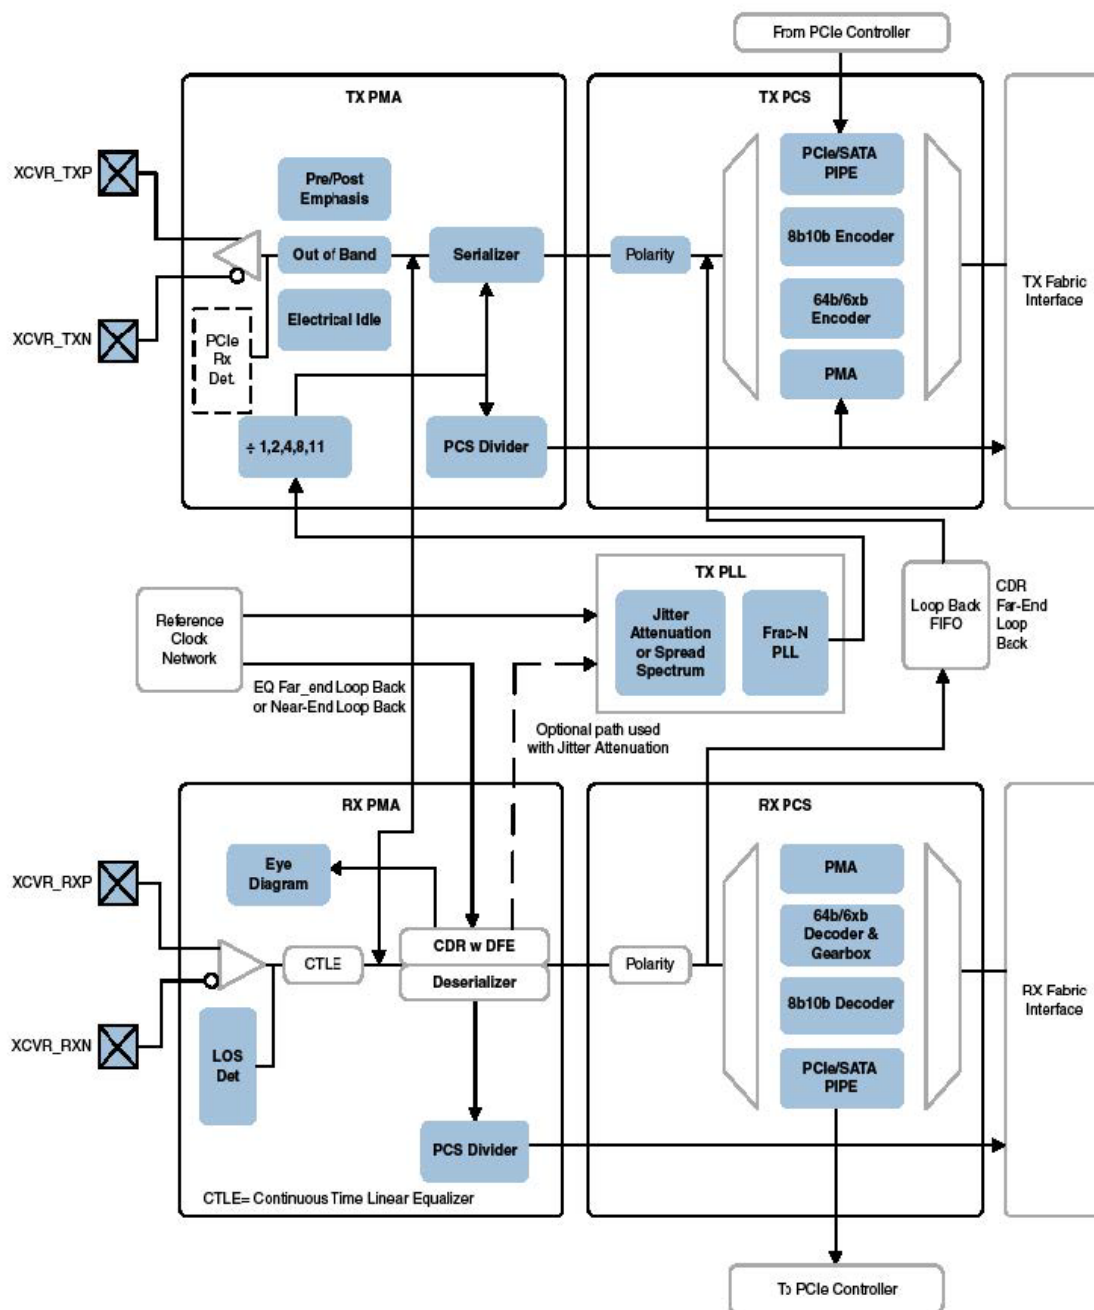 From PCIe Controller
TX PMA
TX PCS
XCVR_TXP
Pre/Post
Emphasis
PCIe/SATA
PIPE
Out of Band
Serializer
Polarity
8b10b Encoder
TX Fabric
Interface
Electrical Idle
64b/6xb
Encoder
XCVR_TXN
PCIe
Rx
Det.
PMA
÷ 1,2,4,8,11
PCS Divider
TX PLL
Reference
Clock
Network
Jitter
Attenuation
or Spread
Spectrum
Frac-N
PLL
Loop Back
FIFO
CDR
Far-End
Loop
Back
EQ Far_end Loop Back
or Near-End Loop Back
Optional path used
with Jitter Attenuation
RX PMA
RX PCS
XCVR_RXP
Eye
Diagram
PMA
64b/6xb
Decoder &
Gearbox
CTLE
CDR w DFE
Deserializer
Polarity
8b10b Decoder
RX Fabric
Interface
XCVR_RXN
LOS
Det
PCIe/SATA
PIPE
PCS Divider
CTLE= Continuous Time Linear Equalizer
To PCIe Controller